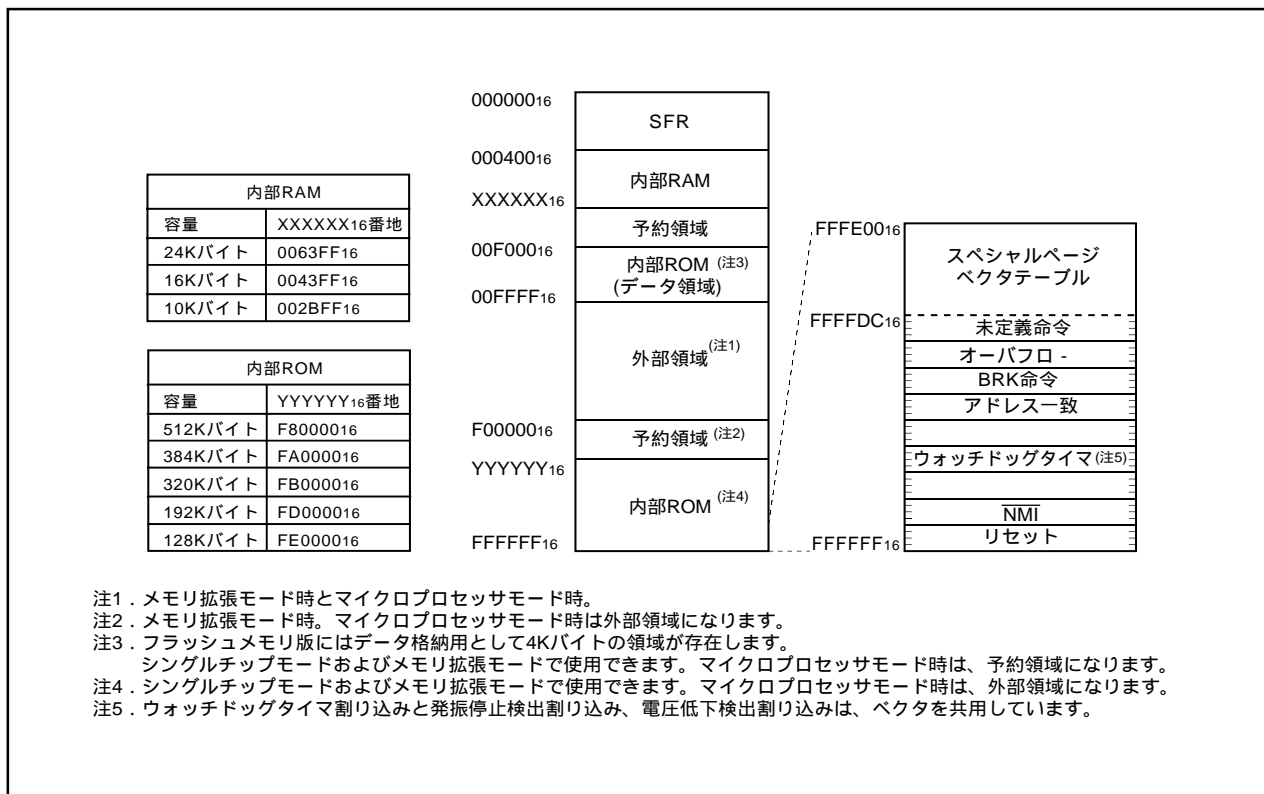 内部RAM
容量 XXXXXX16番地
24Kバイト 0063FF16
16Kバイト 0043FF16
10Kバイト 002BFF16
内部ROM
容量 YYYYYY16番地
512Kバイト F8000016
384Kバイト FA000016
320Kバイト FB000016
192Kバイト FD000016
128Kバイト FE000016
00000016
SFR
00040016
内部RAM
XXXXXX16
予約領域
00F00016
内部ROM (注3)
(データ領域)
00FFFF16
外部領域(注1)
F0000016
予約領域 (注2)
YYYYYY16
内部ROM (注4)
FFFFFF16
FFFE0016
スペシャルページ
ベクタテーブル
FFFFDC16
未定義命令
オーバフロ -
BRK命令
アドレス一致
ウォッチドッグタイマ(注5)
NMI
リセット
FFFFFF16
注1．メモリ拡張モード時とマイクロプロセッサモード時。
注2．メモリ拡張モード時。マイクロプロセッサモード時は外部領域になります。
注3．フラッシュメモリ版にはデータ格納用として4Kバイトの領域が存在します。
シングルチップモードおよびメモリ拡張モードで使用できます。マイクロプロセッサモード時は、予約領域になります。
注4．シングルチップモードおよびメモリ拡張モードで使用できます。マイクロプロセッサモード時は、外部領域になります。
注5．ウォッチドッグタイマ割り込みと発振停止検出割り込み、電圧低下検出割り込みは、ベクタを共用しています。